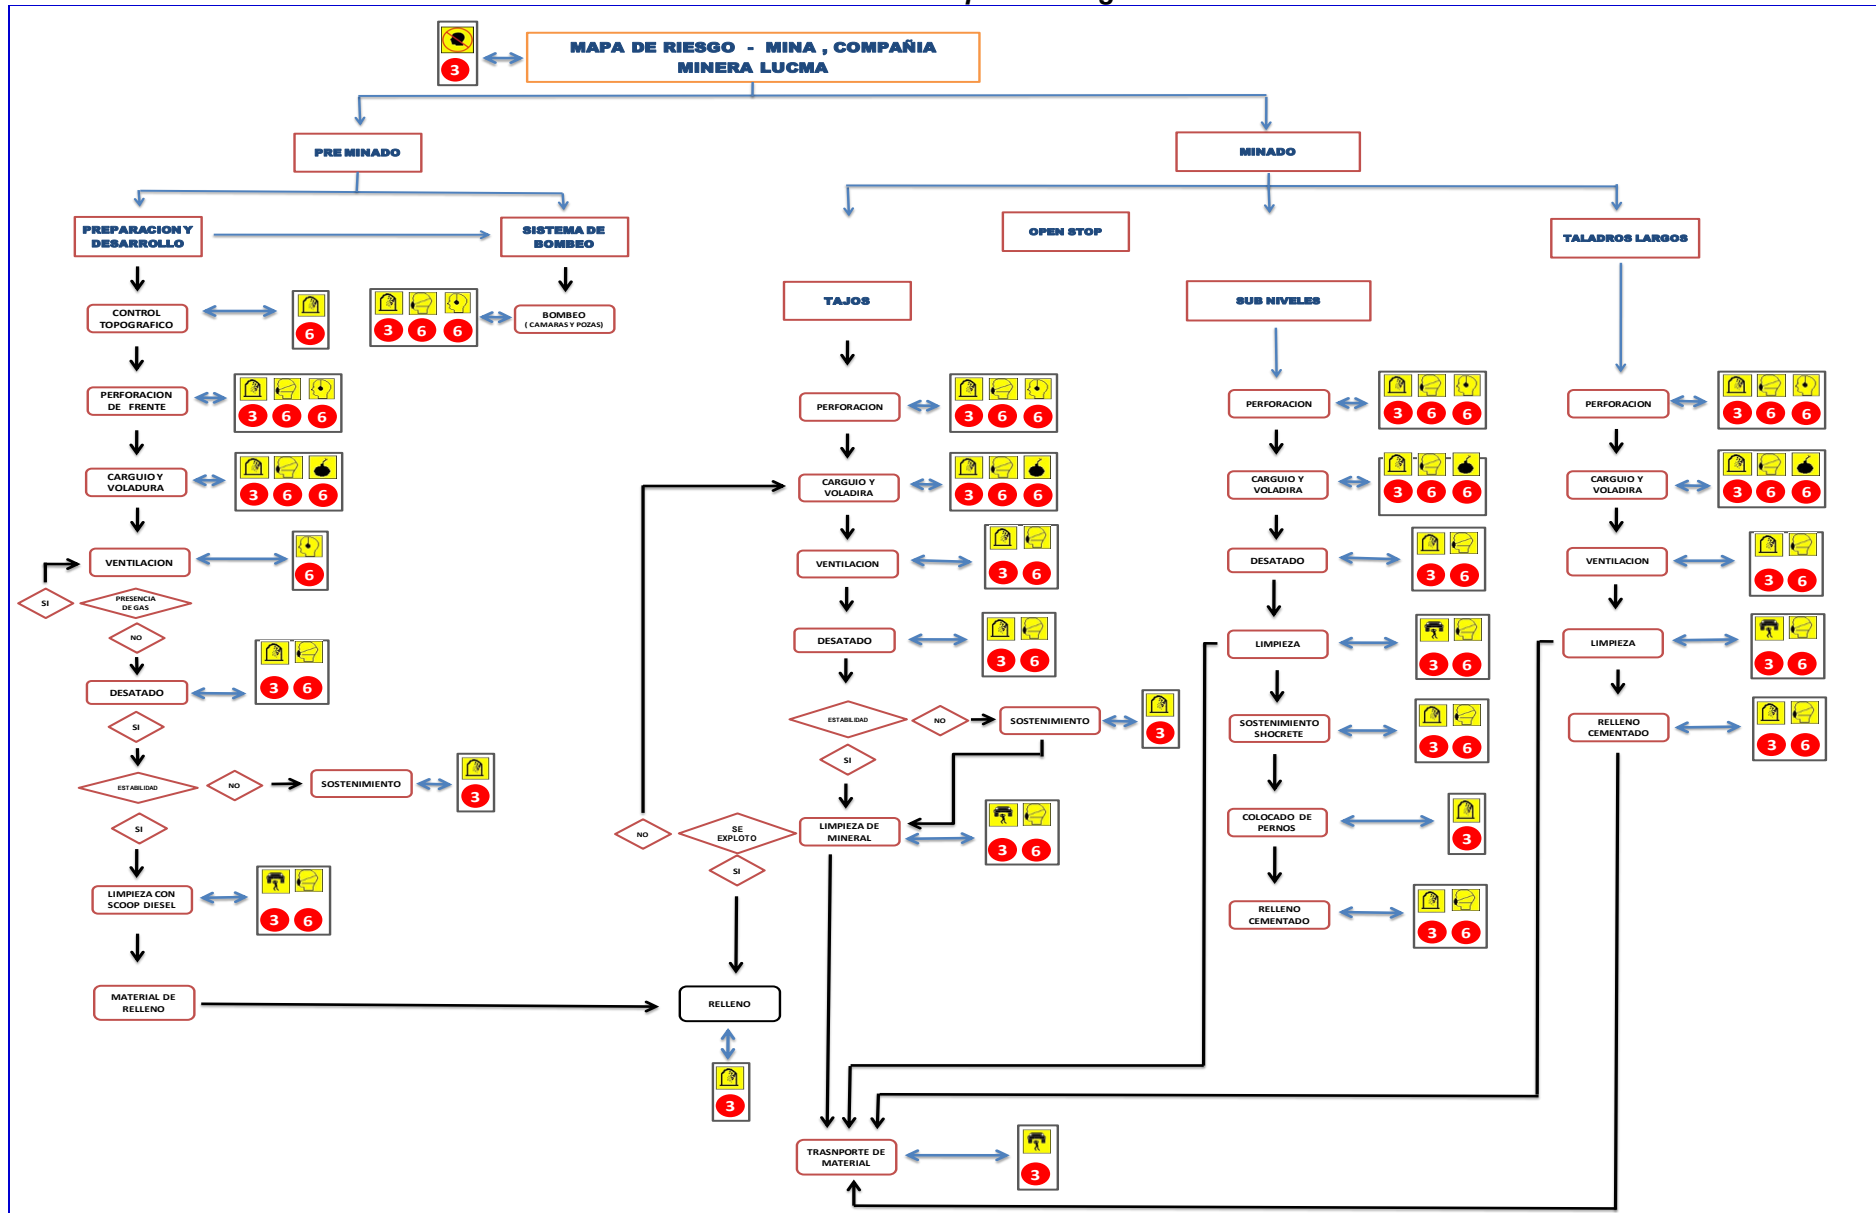 3
MAPA DE RIESGO - MINA , COMPAÑIA
MINERA LUCMA
PRE MINADO
MINADO
PREPARACION Y
DESARROLLO
SISTEMA DE
BOMBEO
OPEN STOP
TALADROS LARGOS
TAJOS
SUB NIVELES
CONTROL
TOPOGRAFICO
6
3 6 6
BOMBEO
( CAMARAS Y POZAS)
PERFORACION
DE FRENTE
3 6 6
PERFORACION
3 6 6
PERFORACION
3 6 6
PERFORACION
3 6 6
CARGUIO Y
VOLADURA
3 6 6
CARGUIO Y
VOLADIRA
3 6 6
CARGUIO Y
VOLADIRA
3 6 6
CARGUIO Y
VOLADIRA
3 6 6
VENTILACION
6
VENTILACION
3 6
DESATADO
3 6
VENTILACION
3 6
SI
PRESENCIA
DE GAS
NO
DESATADO
3 6
DESATADO
3 6
LIMPIEZA
3 6
LIMPIEZA
3 6
SI
ESTABILIDAD
NO
SOSTENIMIENTO
3
ESTABILIDAD
NO
SOSTENIMIENTO
3
SOSTENIMIENTO
SHOCRETE
3 6
RELLENO
CEMENTADO
3 6
SI
SI
NO
SE
EXPLOTO
LIMPIEZA DE
MINERAL
3 6
COLOCADO DE
PERNOS
3
SI
LIMPIEZA CON
SCOOP DIESEL
3 6
RELLENO
CEMENTADO
3 6
MATERIAL DE
RELLENO
RELLENO
3
TRASNPORTE DE
MATERIAL
3